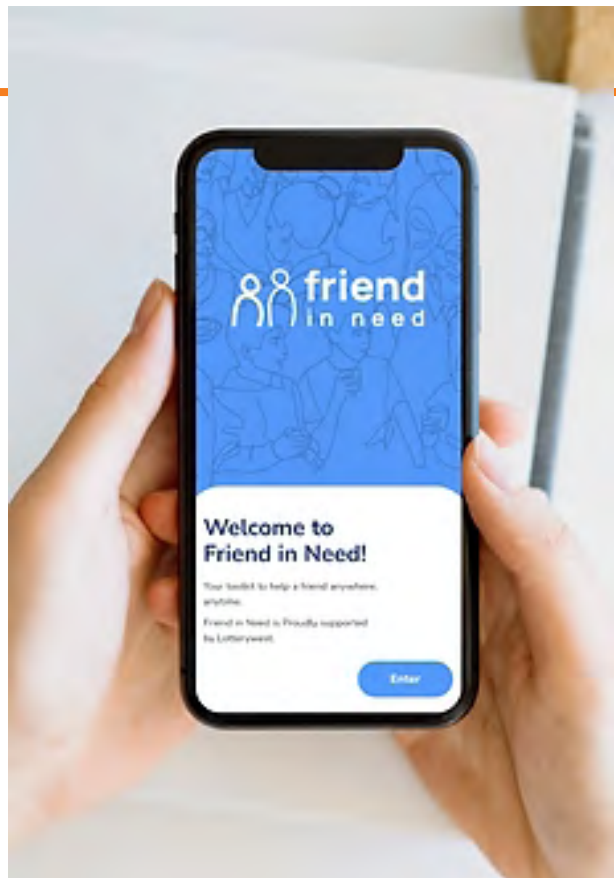 friend
in need
Welcome to
Friend in Need!
Your toolkit to help a friend anywhere,
anytime.
Friend in Need is Proudly supported
by Lotterywest.
Enter